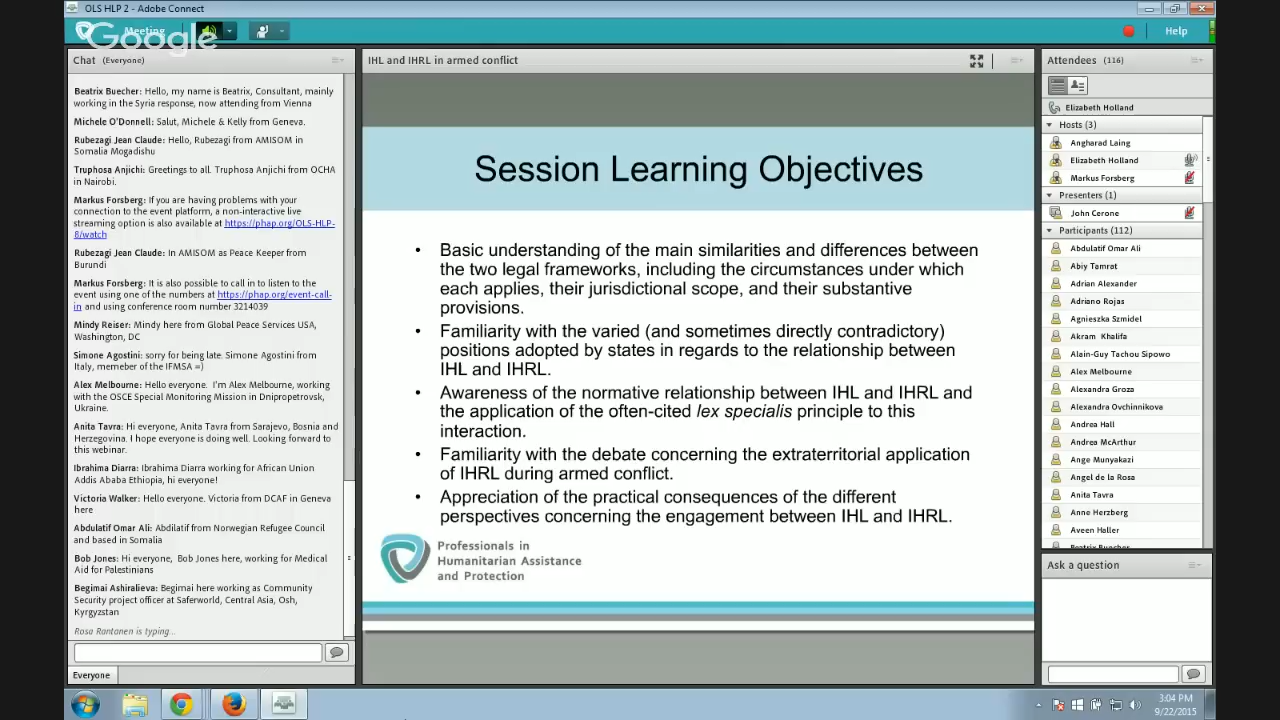 OLS HLP 2 - Adobe Connect
Meeting
Google
Help
Chat (Everyone)
Beatrix Buecher: Hello, my name is Beatrix, Consultant, mainly
working in the Syria response, now attending from Vienna
Michele O'Donnell: Salut, Michele & Kelly from Geneva.
Rubezagi Jean Claude: Hello, Rubezagi from AMISOM in
Somalia Mogadishu
Truphosa Anjichi: Greetings to all. Truphosa Anjichi from OCHA
in Nairobi.
Markus Forsberg: If you are having problems with your
connection to the event platform, a non-interactive live
streaming option is also available at https://phap.org/OLS-HLP-
8/watch
Rubezagi Jean Claude: In AMISOM as Peace Keeper from
Burundi
Markus Forsberg: It is also possible to call in to listen to the
event using one of the numbers at https://phap.org/event-call-
in and using conference room number 3214039
Mindy Reiser: Mindy here from Global Peace Services USA,
Washington, DC
Simone Agostini: sorry for being late. Simone Agostini from
Italy, memeber of the IFMSA =)
Alex Melbourne: Hello everyone. I'm Alex Melbourne, working
with the OSCE Special Monitoring Mission in Dnipropetrovsk,
Ukraine.
Anita Tavra: Hi everyone, Anita Tavra from Sarajevo, Bosnia and
Herzegovina. I hope everyone is doing well. Looking forward to
this webinar.
Ibrahima Diarra: Ibrahima Diarra working for African Union
Addis Ababa Ethiopia, hi everyone!
Victoria Walker: Hello everyone. Victoria from DCAF in Geneva
here
Abdulatif Omar Ali: Abdilatif from Norwegian Refugee Council
and based in Somalia
Bob Jones: Hi everyone, Bob Jones here, working for Medical
Aid for Palestinians
Begimai Ashiralieva: Begimai here working as Community
Security project officer at Saferworld, Central Asia, Osh,
Kyrgyzstan
Rosa Rantanen is typing...
Everyone
IHL and IHRL in armed conflict
Session Learning Objectives
• Basic understanding of the main similarities and differences between
the two legal frameworks, including the circumstances under which
each applies, their jurisdictional scope, and their substantive
provisions.
• Familiarity with the varied (and sometimes directly contradictory)
positions adopted by states in regards to the relationship between
IHL and IHRL.
• Awareness of the normative relationship between IHL and IHRL and
the application of the often-cited lex specialis principle to this
interaction.
• Familiarity with the debate concerning the extraterritorial application
of IHRL during armed conflict.
• Appreciation of the practical consequences of the different
perspectives concerning the engagement between IHL and IHRL.
Professionals in
Humanitarian Assistance
and Protection
Attendees (116)
Elizabeth Holland
Hosts (3)
Angharad Laing
Elizabeth Holland
Markus Forsberg
Presenters (1)
John Cerone
Participants (112)
Abdulatif Omar Ali
Abiy Tamrat
Adrian Alexander
Adriano Rojas
Agnieszka Szmidel
Akram Khalifa
Alain-Guy Tachou Sipowo
Alex Melbourne
Alexandra Groza
Alexandra Ovchinnikova
Andrea Hall
Andrea McArthur
Ange Munyakazi
Angel de la Rosa
Anita Tavra
Anne Herzberg
Aveen Haller
Beatrix Buecher
Ask a question
3:04 PM
9/22/2015